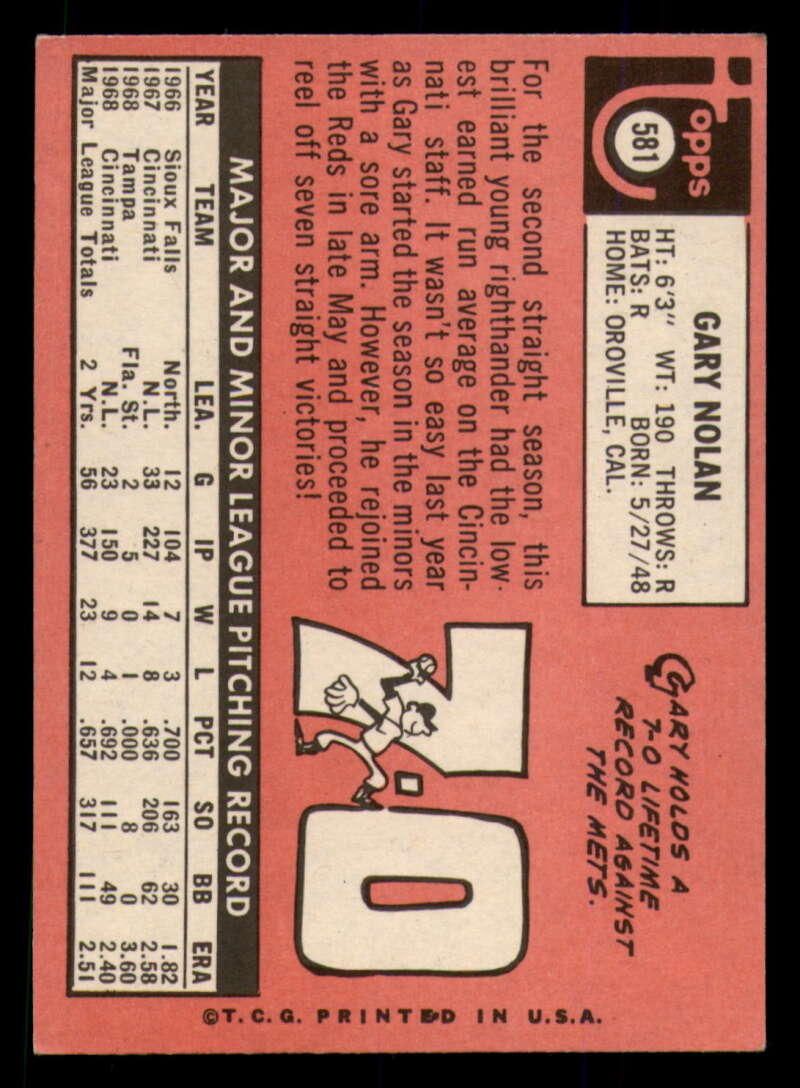 Topps
581
GARY NOLAN
HT: 6'3" WT: 190 THROWS: R
BATS: R BORN: 5/27/48
HOME: OROVILLE, CAL.
For the second straight season, this
brilliant young righthander had the low-
est earned run average on the Cincin-
nati staff. It wasn't so easy last year
as Gary started the season in the minors
with a sore arm. However, he rejoined
the Reds in late May and proceeded to
reel off seven straight victories!
GARY HOLDS A
7-0 LIFETIME
RECORD AGAINST
THE METS.
7-0
MAJOR AND MINOR LEAGUE PITCHING RECORD
YEAR TEAM LEA. G IP W L PCT SO BB ERA
1966 Sioux Falls North. 12 104 7 3 .700 163 30 1.82
1967 Cincinnati N.L. 33 227 14 8 .636 206 62 2.58
1968 Tampa Fla. St. 2 5 0 1 .000 8 0 3.60
1968 Cincinnati N.L. 23 150 9 4 .692 111 49 2.40
Major League Totals 2 Yrs. 56 377 23 12 .657 317 111 2.51
©T.C.G. PRINTED IN U.S.A.